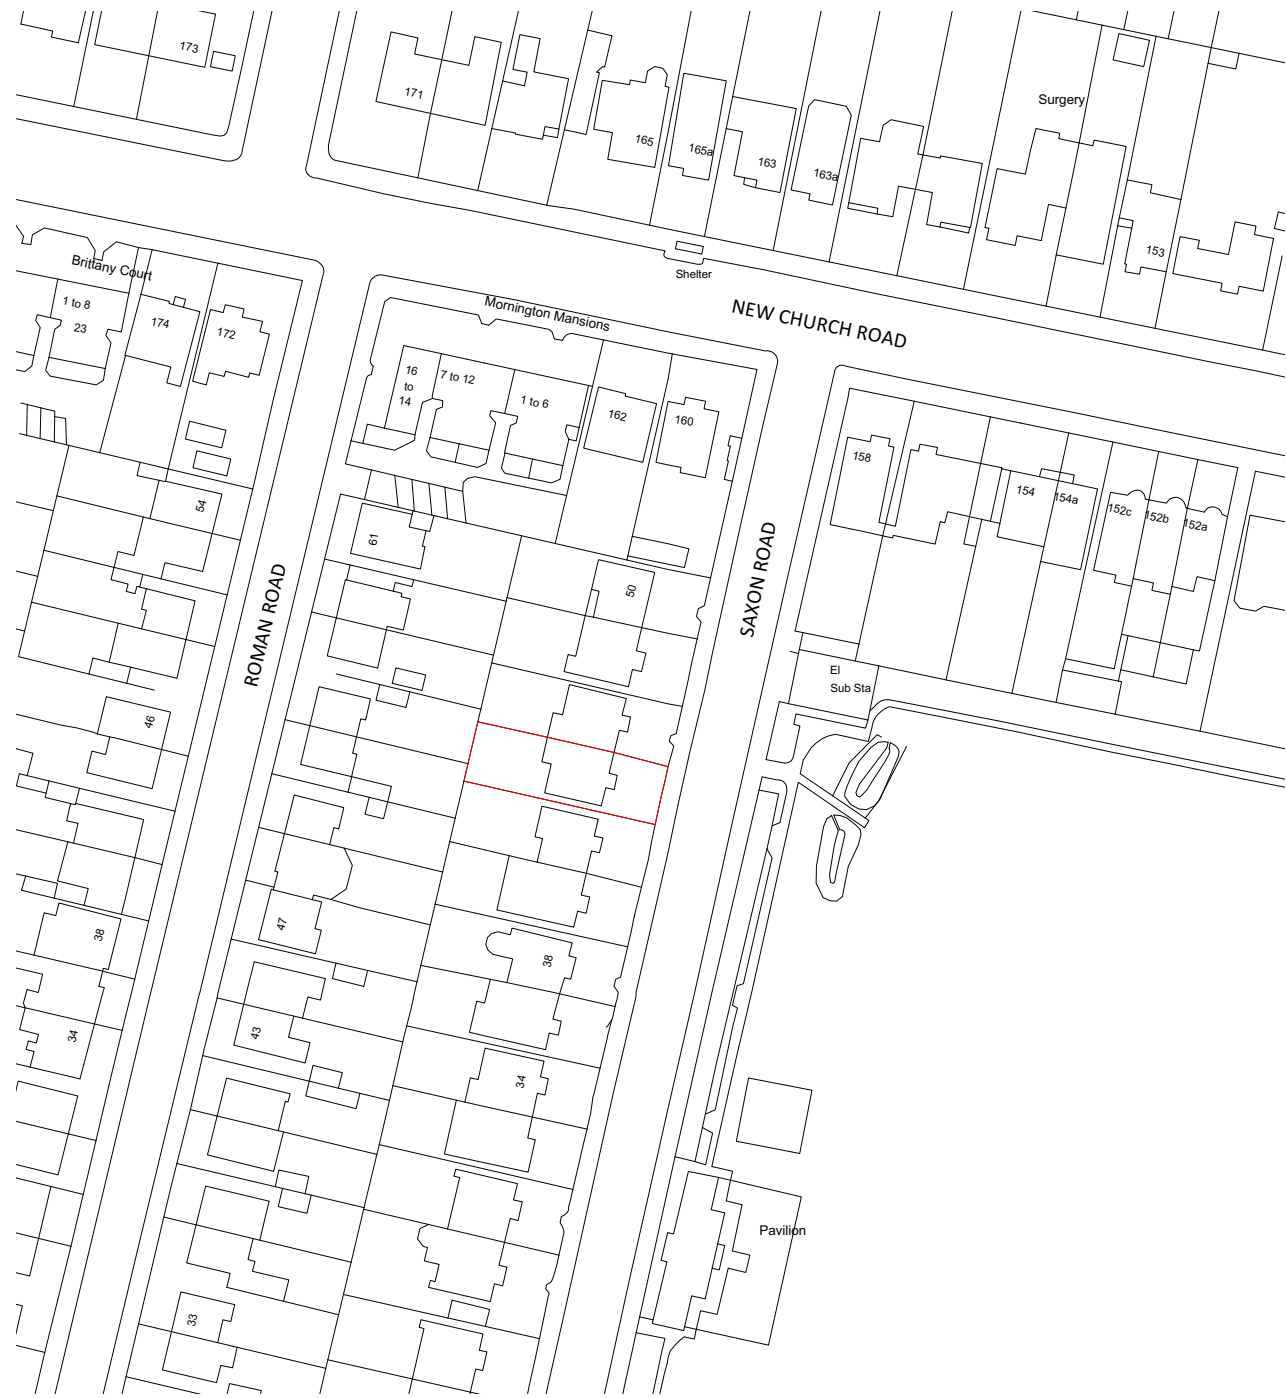 173
171
165
165a
163
163a
Surgery
153
Brittany Court
1 to 8
23
174
172
Shelter
NEW CHURCH ROAD
Mornington Mansions
16
to
14
7 to 12
1 to 6
162
160
158
154
154a
152c
152b
152a
54
61
50
ROMAN ROAD
SAXON ROAD
El
Sub Sta
46
47
38
38
43
34
34
Pavilion
33